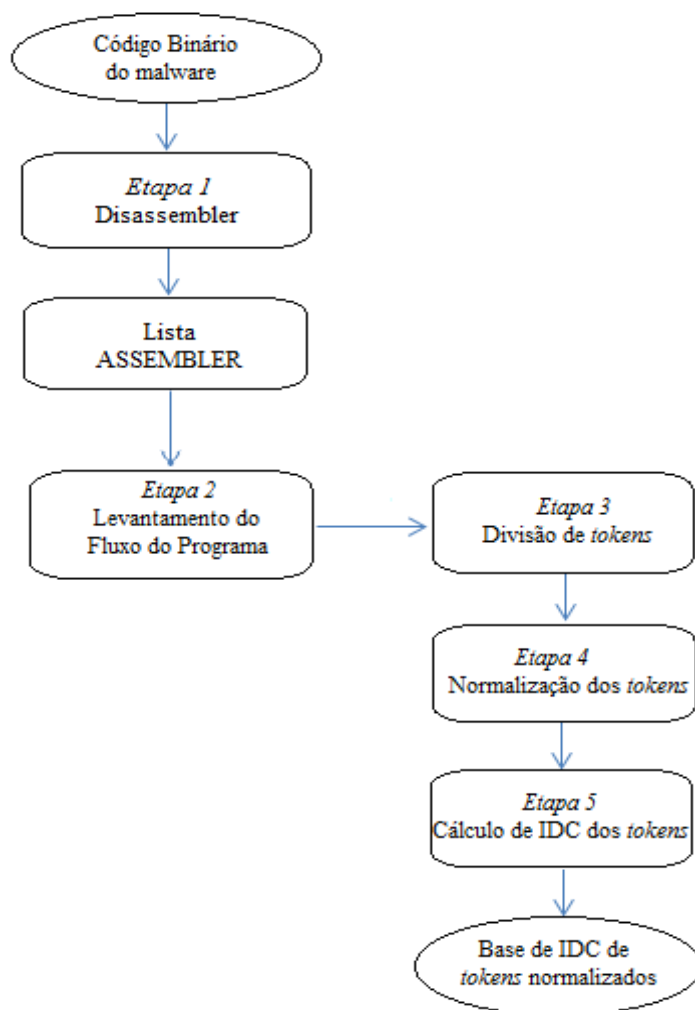 Código Binário
do malware
Etapa 1
Disassembler
Lista
ASSEMBLER
Etapa 2
Levantamento do
Fluxo do Programa
Etapa 3
Divisão de tokens
Etapa 4
Normalização dos tokens
Etapa 5
Cálculo de IDC dos tokens
Base de IDC de
tokens normalizados